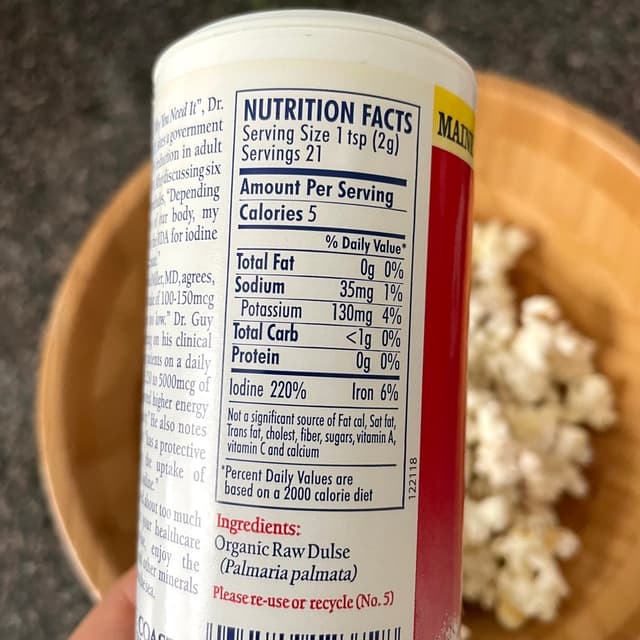 You Need It", Dr.
government
in adult
discussing six
"Depending
body, my
RDA for iodine
MD, agrees,
of 100-150mcg
low." Dr. Guy
on his clinical
on a daily
to 5000mcg of
higher energy
He also notes
has a protective
uptake of
about too much
your healthcare
enjoy the
other minerals
sea.
COAST
NUTRITION FACTS
Serving Size 1 tsp (2g)
Servings 21
Amount Per Serving
Calories 5
% Daily Value*
Total Fat 0g 0%
Sodium 35mg 1%
Potassium 130mg 4%
Total Carb <1g 0%
Protein 0g 0%
Iodine 220% Iron 6%
Not a significant source of Fat cal, Sat fat,
Trans fat, cholest, fiber, sugars, vitamin A,
vitamin C and calcium
*Percent Daily Values are
based on a 2000 calorie diet
122118
Ingredients:
Organic Raw Dulse
(Palmaria palmata)
Please re-use or recycle (No. 5)
MAIN